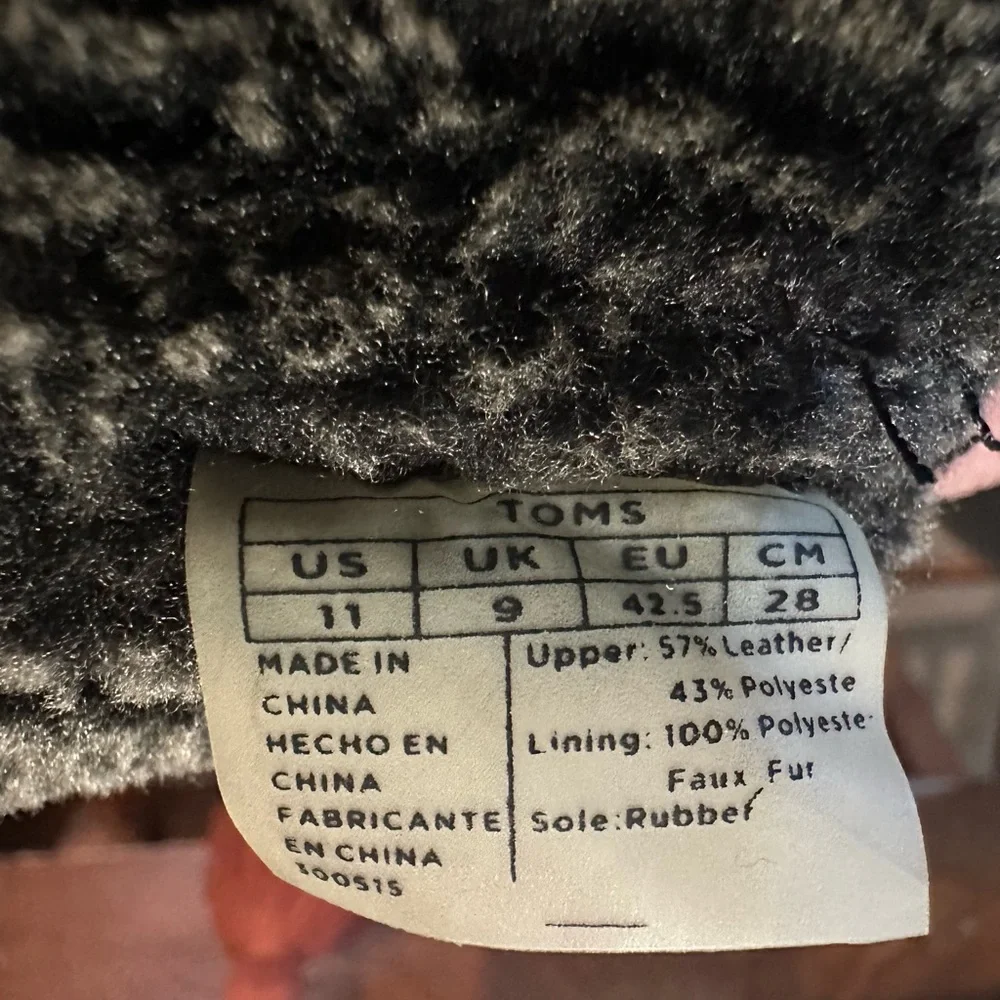 TOMS
US UK EU CM
11 9 42.5 28
MADE IN
CHINA
HECHO EN
CHINA
FABRICANTE
EN CHINA
300515
Upper: 57% Leather/
43% Polyeste
Lining: 100% Polyeste
Faux Fur
Sole:Rubber